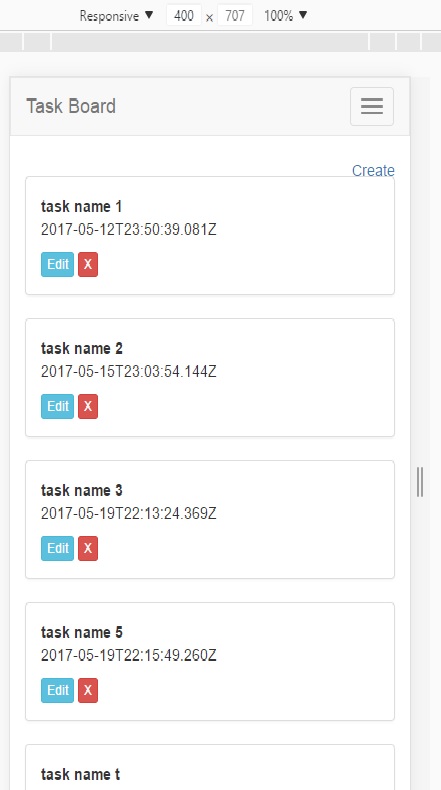 Responsive ▼ 400 x 707 100% ▼
Task Board
Create
task name 1
2017-05-12T23:50:39.081Z
Edit X
task name 2
2017-05-15T23:03:54.144Z
Edit X
task name 3
2017-05-19T22:13:24.369Z
Edit X
task name 5
2017-05-19T22:15:49.260Z
Edit X
task name t